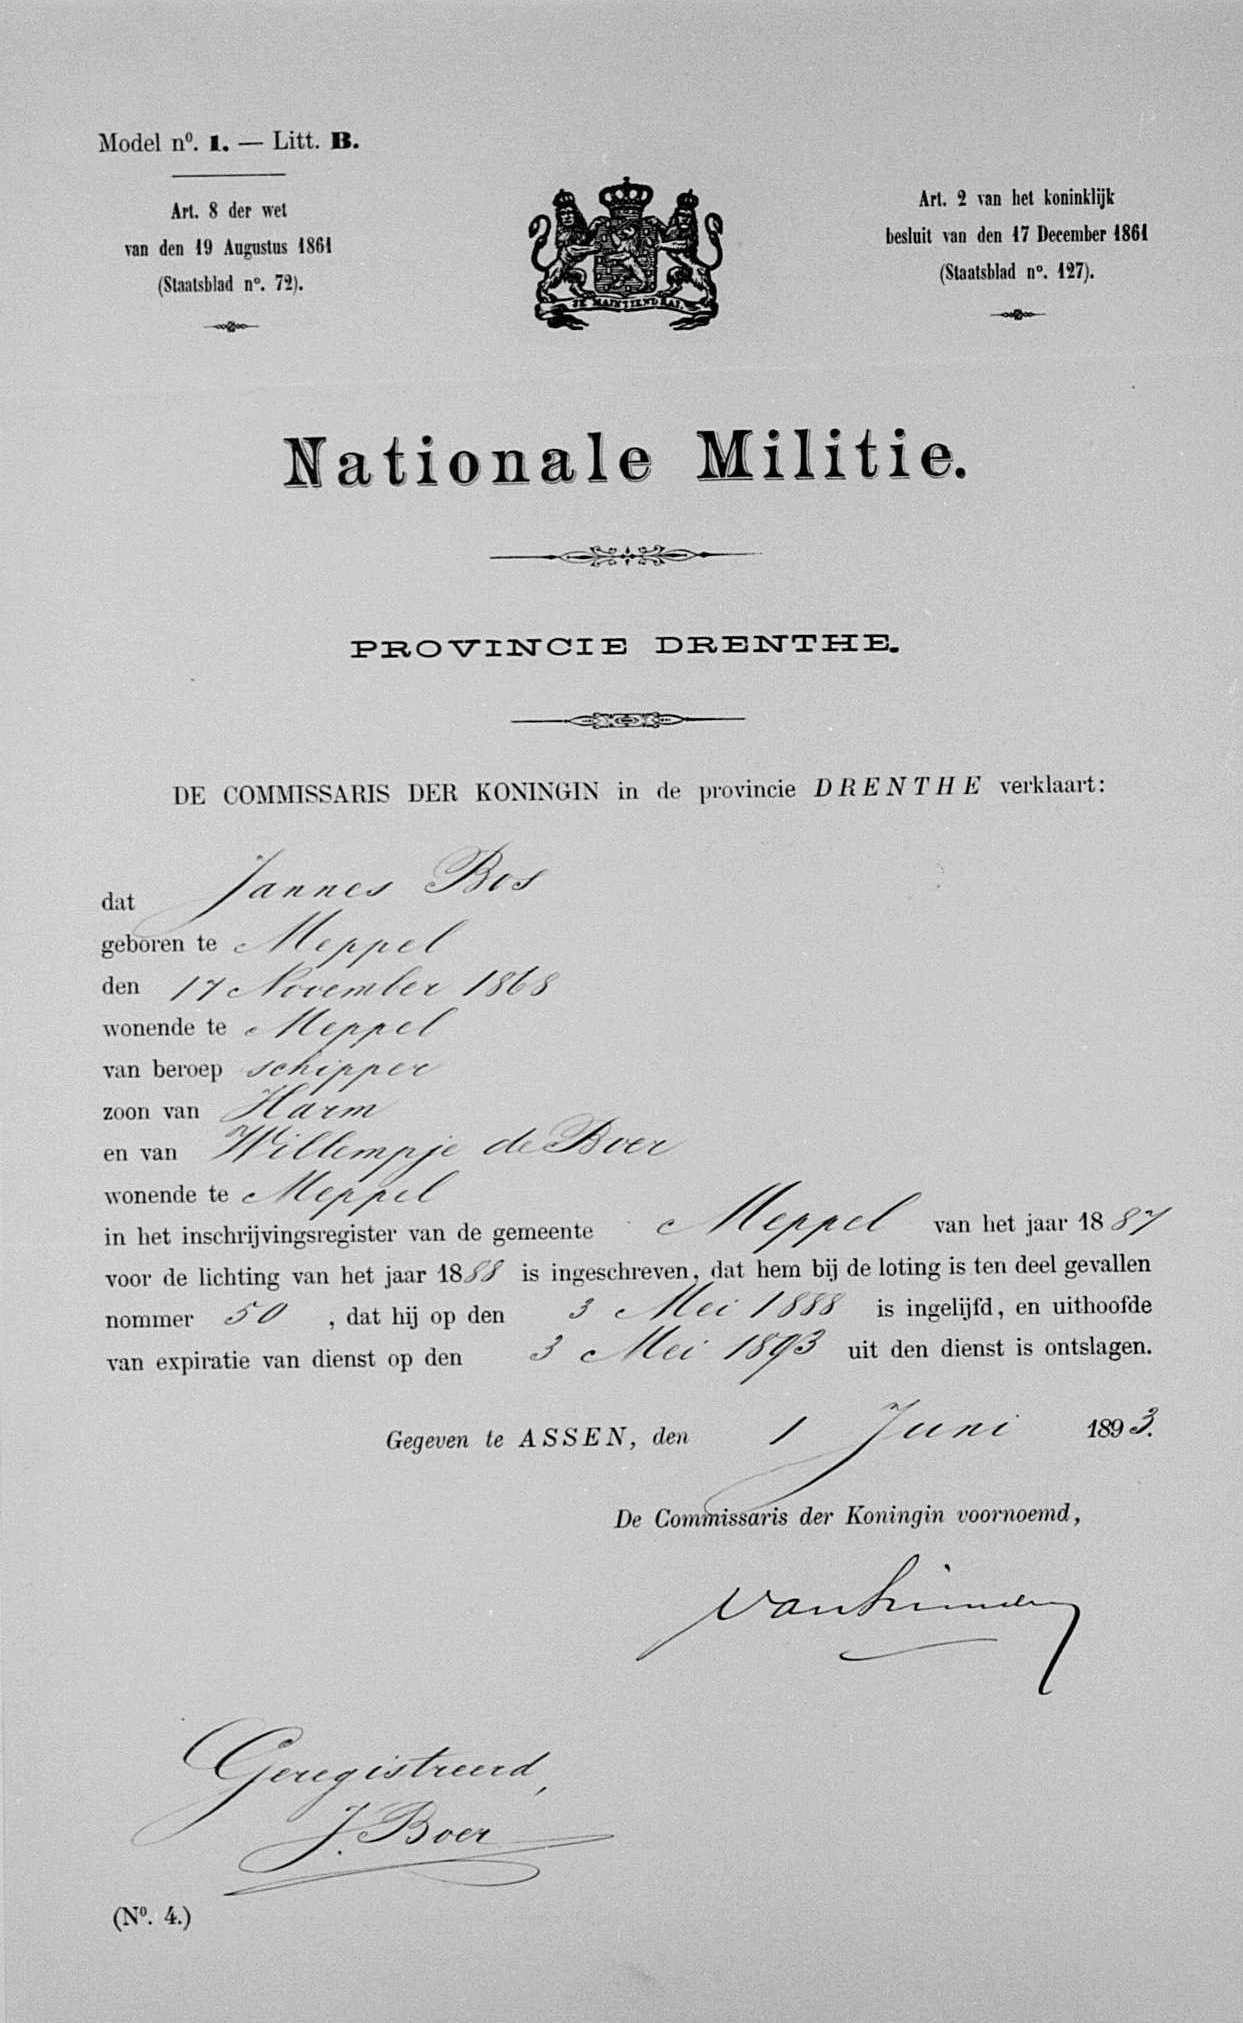 Model nº. 1. — Litt. B.
Art. 8 der wet
van den 19 Augustus 1861
(Staatsblad nº. 72).
JE MAINTIENDRAI.
Art. 2 van het koninklijk
besluit van den 17 December 1861
(Staatsblad nº. 127).
Nationale Militie.
PROVINCIE DRENTHE.
DE COMMISSARIS DER KONINGIN in de provincie DRENTHE verklaart:
dat Jannes Bos
geboren te Meppel
den 17 November 1868
wonende te Meppel
van beroep schipper
zoon van Harm
en van Willempje de Boer
wonende te Meppel
in het inschrijvingsregister van de gemeente Meppel van het jaar 1887
voor de lichting van het jaar 1888 is ingeschreven, dat hem bij de loting is ten deel gevallen
nommer 50 , dat hij op den 3 Mei 1888 is ingelijfd, en uithoofde
van expiratie van dienst op den 3 Mei 1893 uit den dienst is ontslagen.
Gegeven te ASSEN, den 1 Juni 1893.
De Commissaris der Koningin voornoemd,
Geregistreerd,
J. Boer
(Nº. 4.)